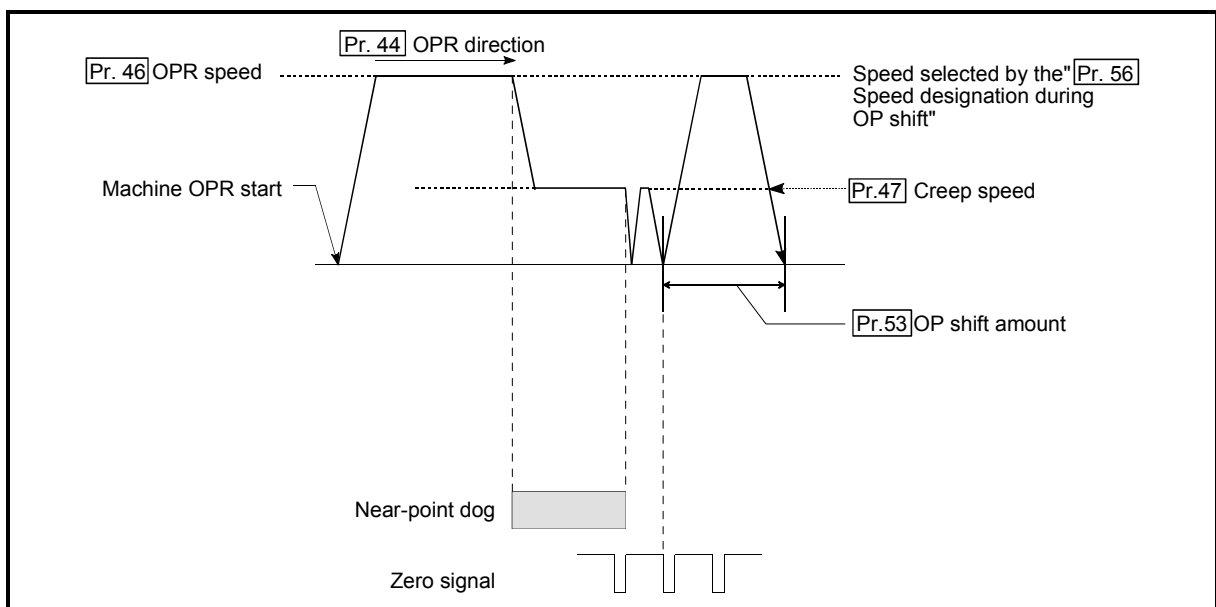 Pr. 44 OPR direction
Pr. 46 OPR speed
Speed selected by the" Pr. 56
Speed designation during
OP shift"
Machine OPR start
Pr.47 Creep speed
Pr.53 OP shift amount
Near-point dog
Zero signal